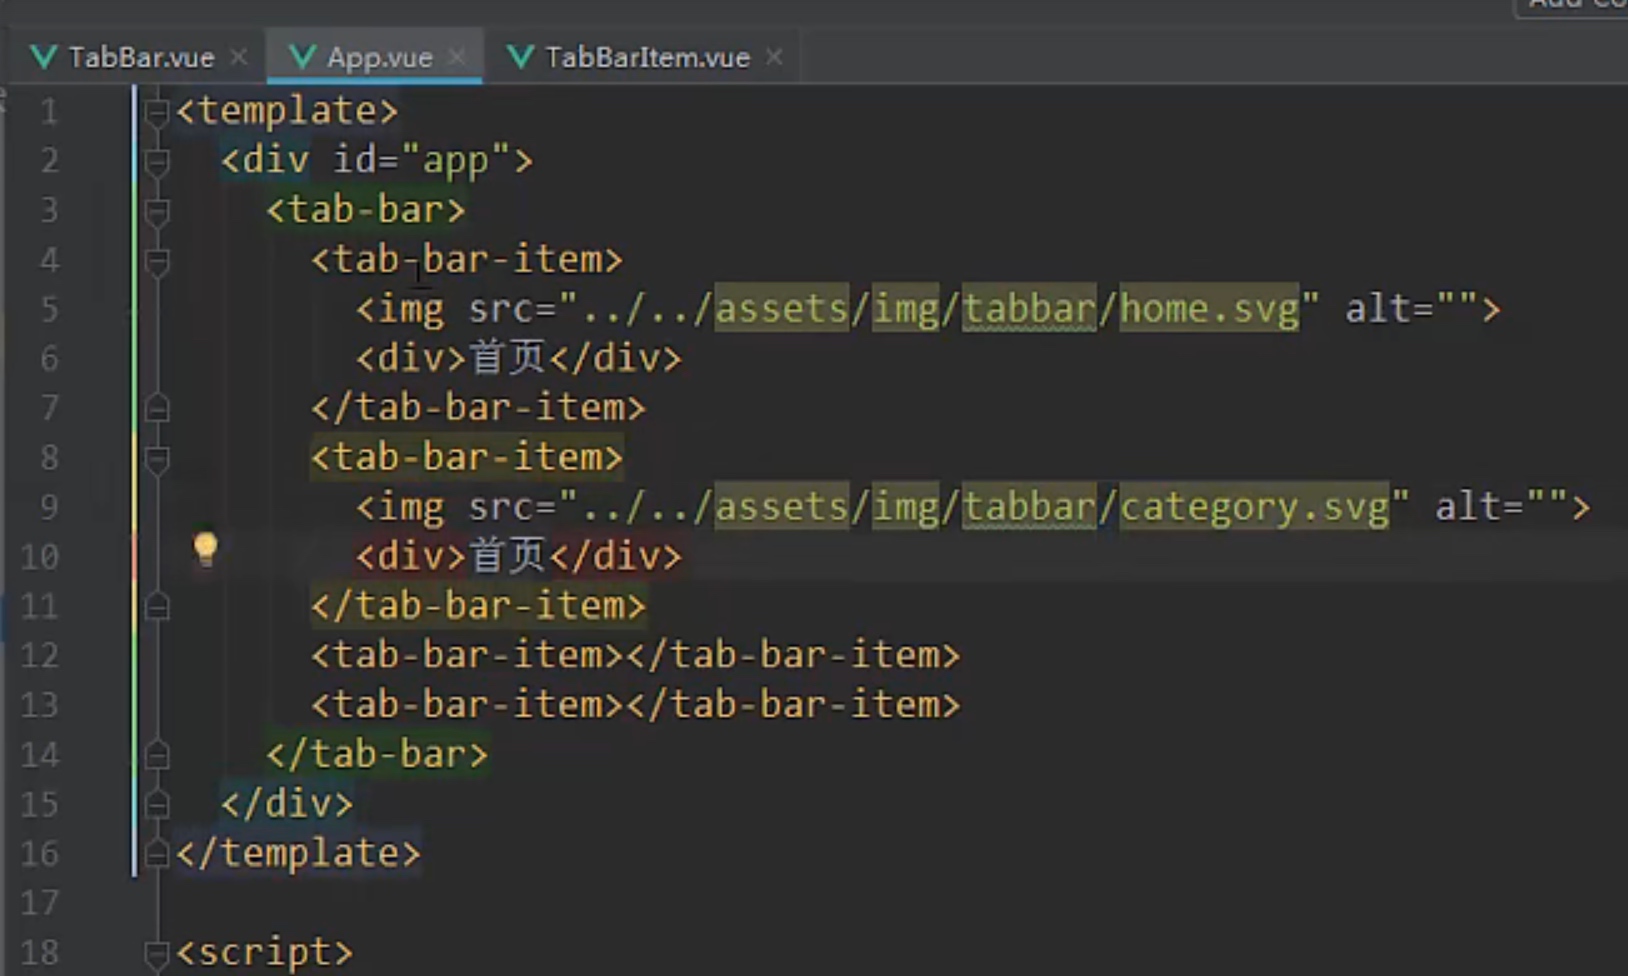 TabBar.vue App.vue TabBarItem.vue
1 <template>
2 <div id="app">
3 <tab-bar>
4 <tab-bar-item>
5 <img src="../../assets/img/tabbar/home.svg" alt="">
6 <div>首页</div>
7 </tab-bar-item>
8 <tab-bar-item>
9 <img src="../../assets/img/tabbar/category.svg" alt="">
10 <div>首页</div>
11 </tab-bar-item>
12 <tab-bar-item></tab-bar-item>
13 <tab-bar-item></tab-bar-item>
14 </tab-bar>
15 </div>
16 </template>
17
18 <script>